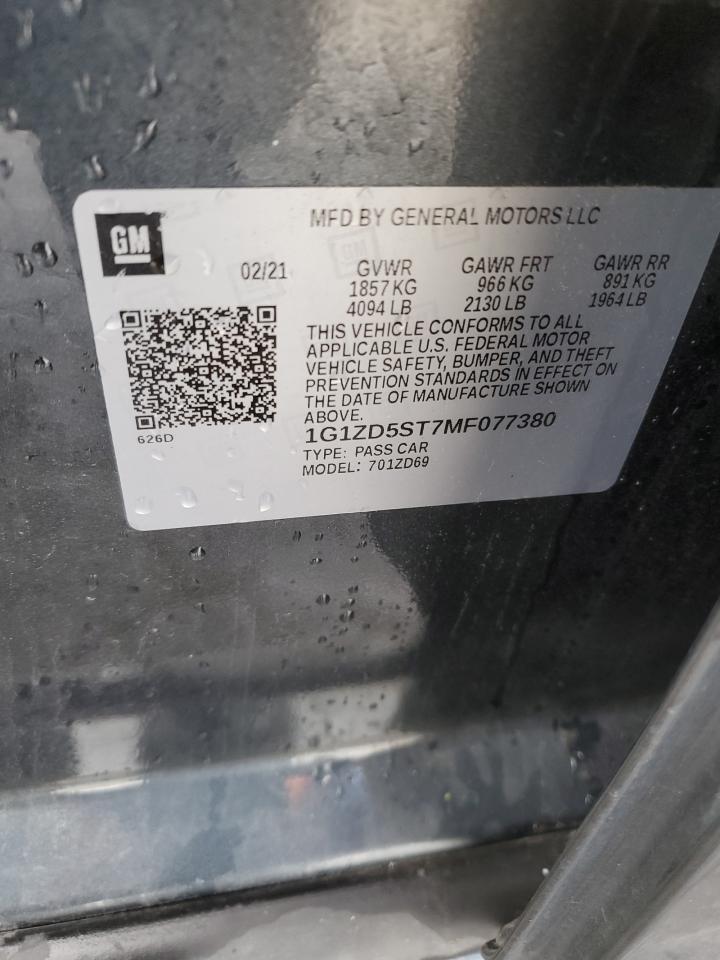 GM
MFD BY GENERAL MOTORS LLC
02/21
GVWR
1857 KG
4094 LB
GAWR FRT
966 KG
2130 LB
GAWR RR
891 KG
1964 LB
THIS VEHICLE CONFORMS TO ALL
APPLICABLE U.S. FEDERAL MOTOR
VEHICLE SAFETY, BUMPER, AND THEFT
PREVENTION STANDARDS IN EFFECT ON
THE DATE OF MANUFACTURE SHOWN
ABOVE.
626D
1G1ZD5ST7MF077380
TYPE: PASS CAR
MODEL: 701ZD69